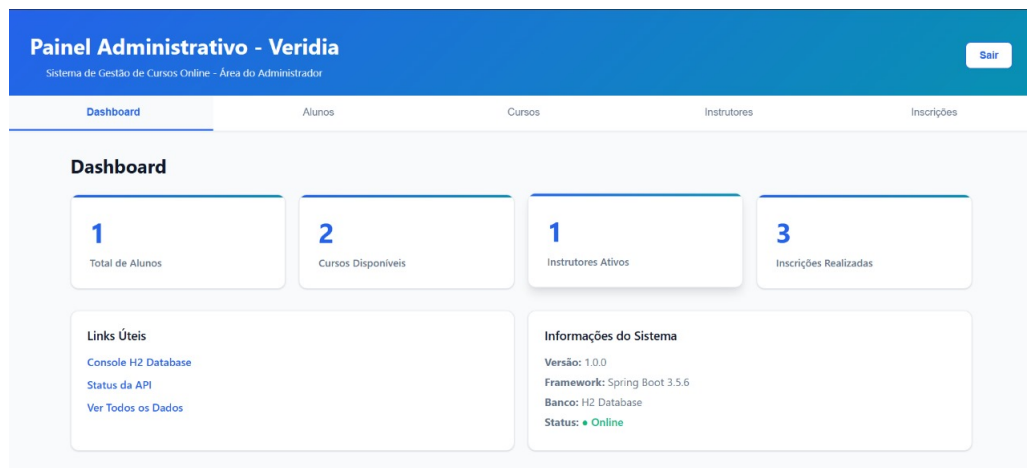 Painel Administrativo - Veridia
Sistema de Gestão de Cursos Online - Área do Administrador
Sair
Dashboard
Alunos
Cursos
Instrutores
Inscrições
Dashboard
1
Total de Alunos
2
Cursos Disponíveis
1
Instrutores Ativos
3
Inscrições Realizadas
Links Úteis
Console H2 Database
Status da API
Ver Todos os Dados
Informações do Sistema
Versão: 1.0.0
Framework: Spring Boot 3.5.6
Banco: H2 Database
Status: ● Online